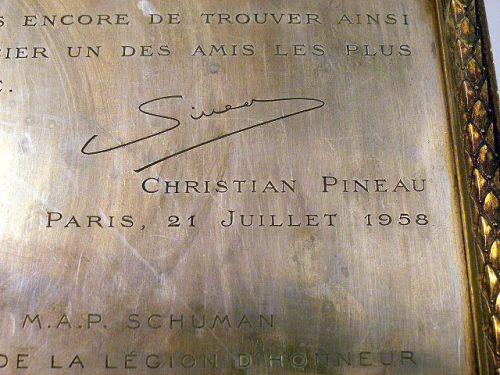 S ENCORE DE TROUVER AINSI
CIER UN DES AMIS LES PLUS
C.
CHRISTIAN PINEAU
PARIS, 21 JUILLET 1958
M.A.P. SCHUMAN
DE LA LÉGION D'HONNEUR